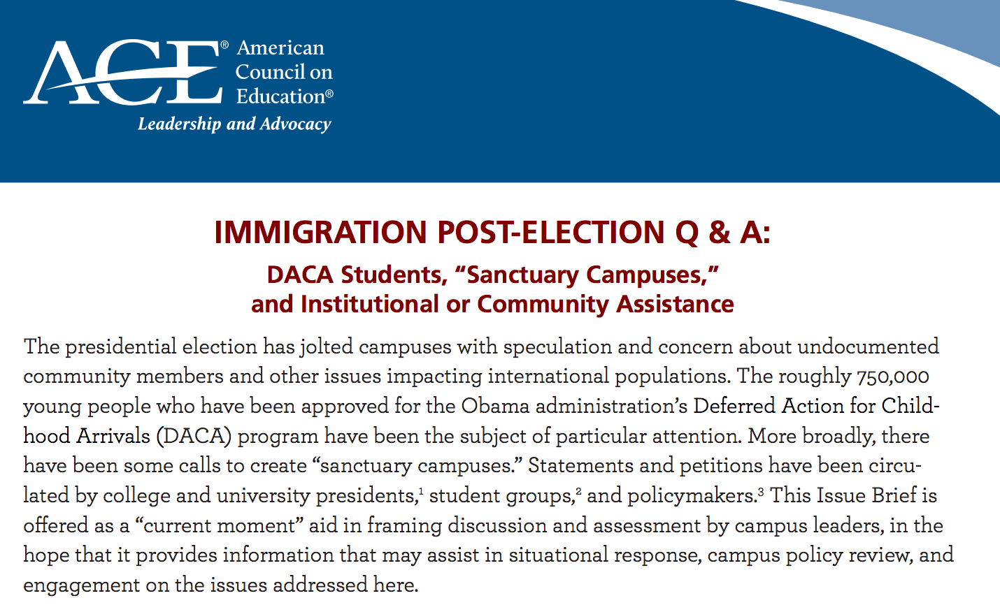 ACE® American
Council on
Education®
Leadership and Advocacy
IMMIGRATION POST-ELECTION Q & A:
DACA Students, “Sanctuary Campuses,”
and Institutional or Community Assistance
The presidential election has jolted campuses with speculation and concern about undocumented
community members and other issues impacting international populations. The roughly 750,000
young people who have been approved for the Obama administration’s Deferred Action for Child-
hood Arrivals (DACA) program have been the subject of particular attention. More broadly, there
have been some calls to create “sanctuary campuses.” Statements and petitions have been circu-
lated by college and university presidents,¹ student groups,² and policymakers.³ This Issue Brief is
offered as a “current moment” aid in framing discussion and assessment by campus leaders, in the
hope that it provides information that may assist in situational response, campus policy review, and
engagement on the issues addressed here.